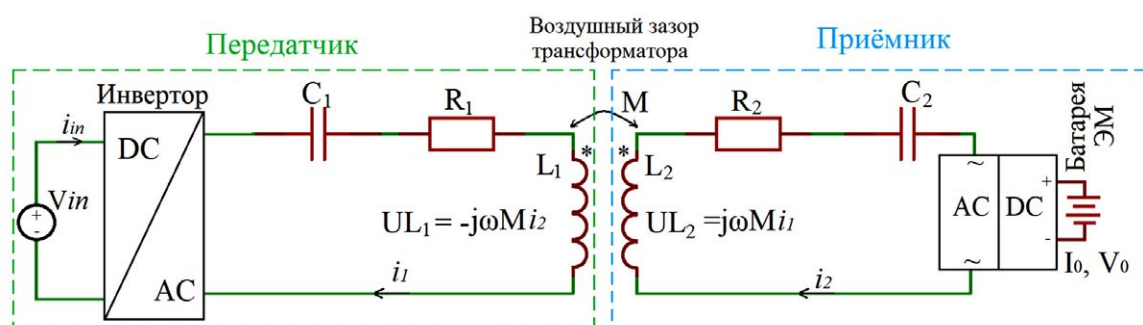 Воздушный зазор
трансформатора
Передатчик
Приёмник
Инвертор
C1
R1
M
R2
C2
Батарея
ЭМ
iin
DC
Vin
+
-
AC
L1
*
*
L2
UL1 = -jωMi2
UL2 =jωMi1
~
AC
DC
~
+
-
I0, V0
i1
i2